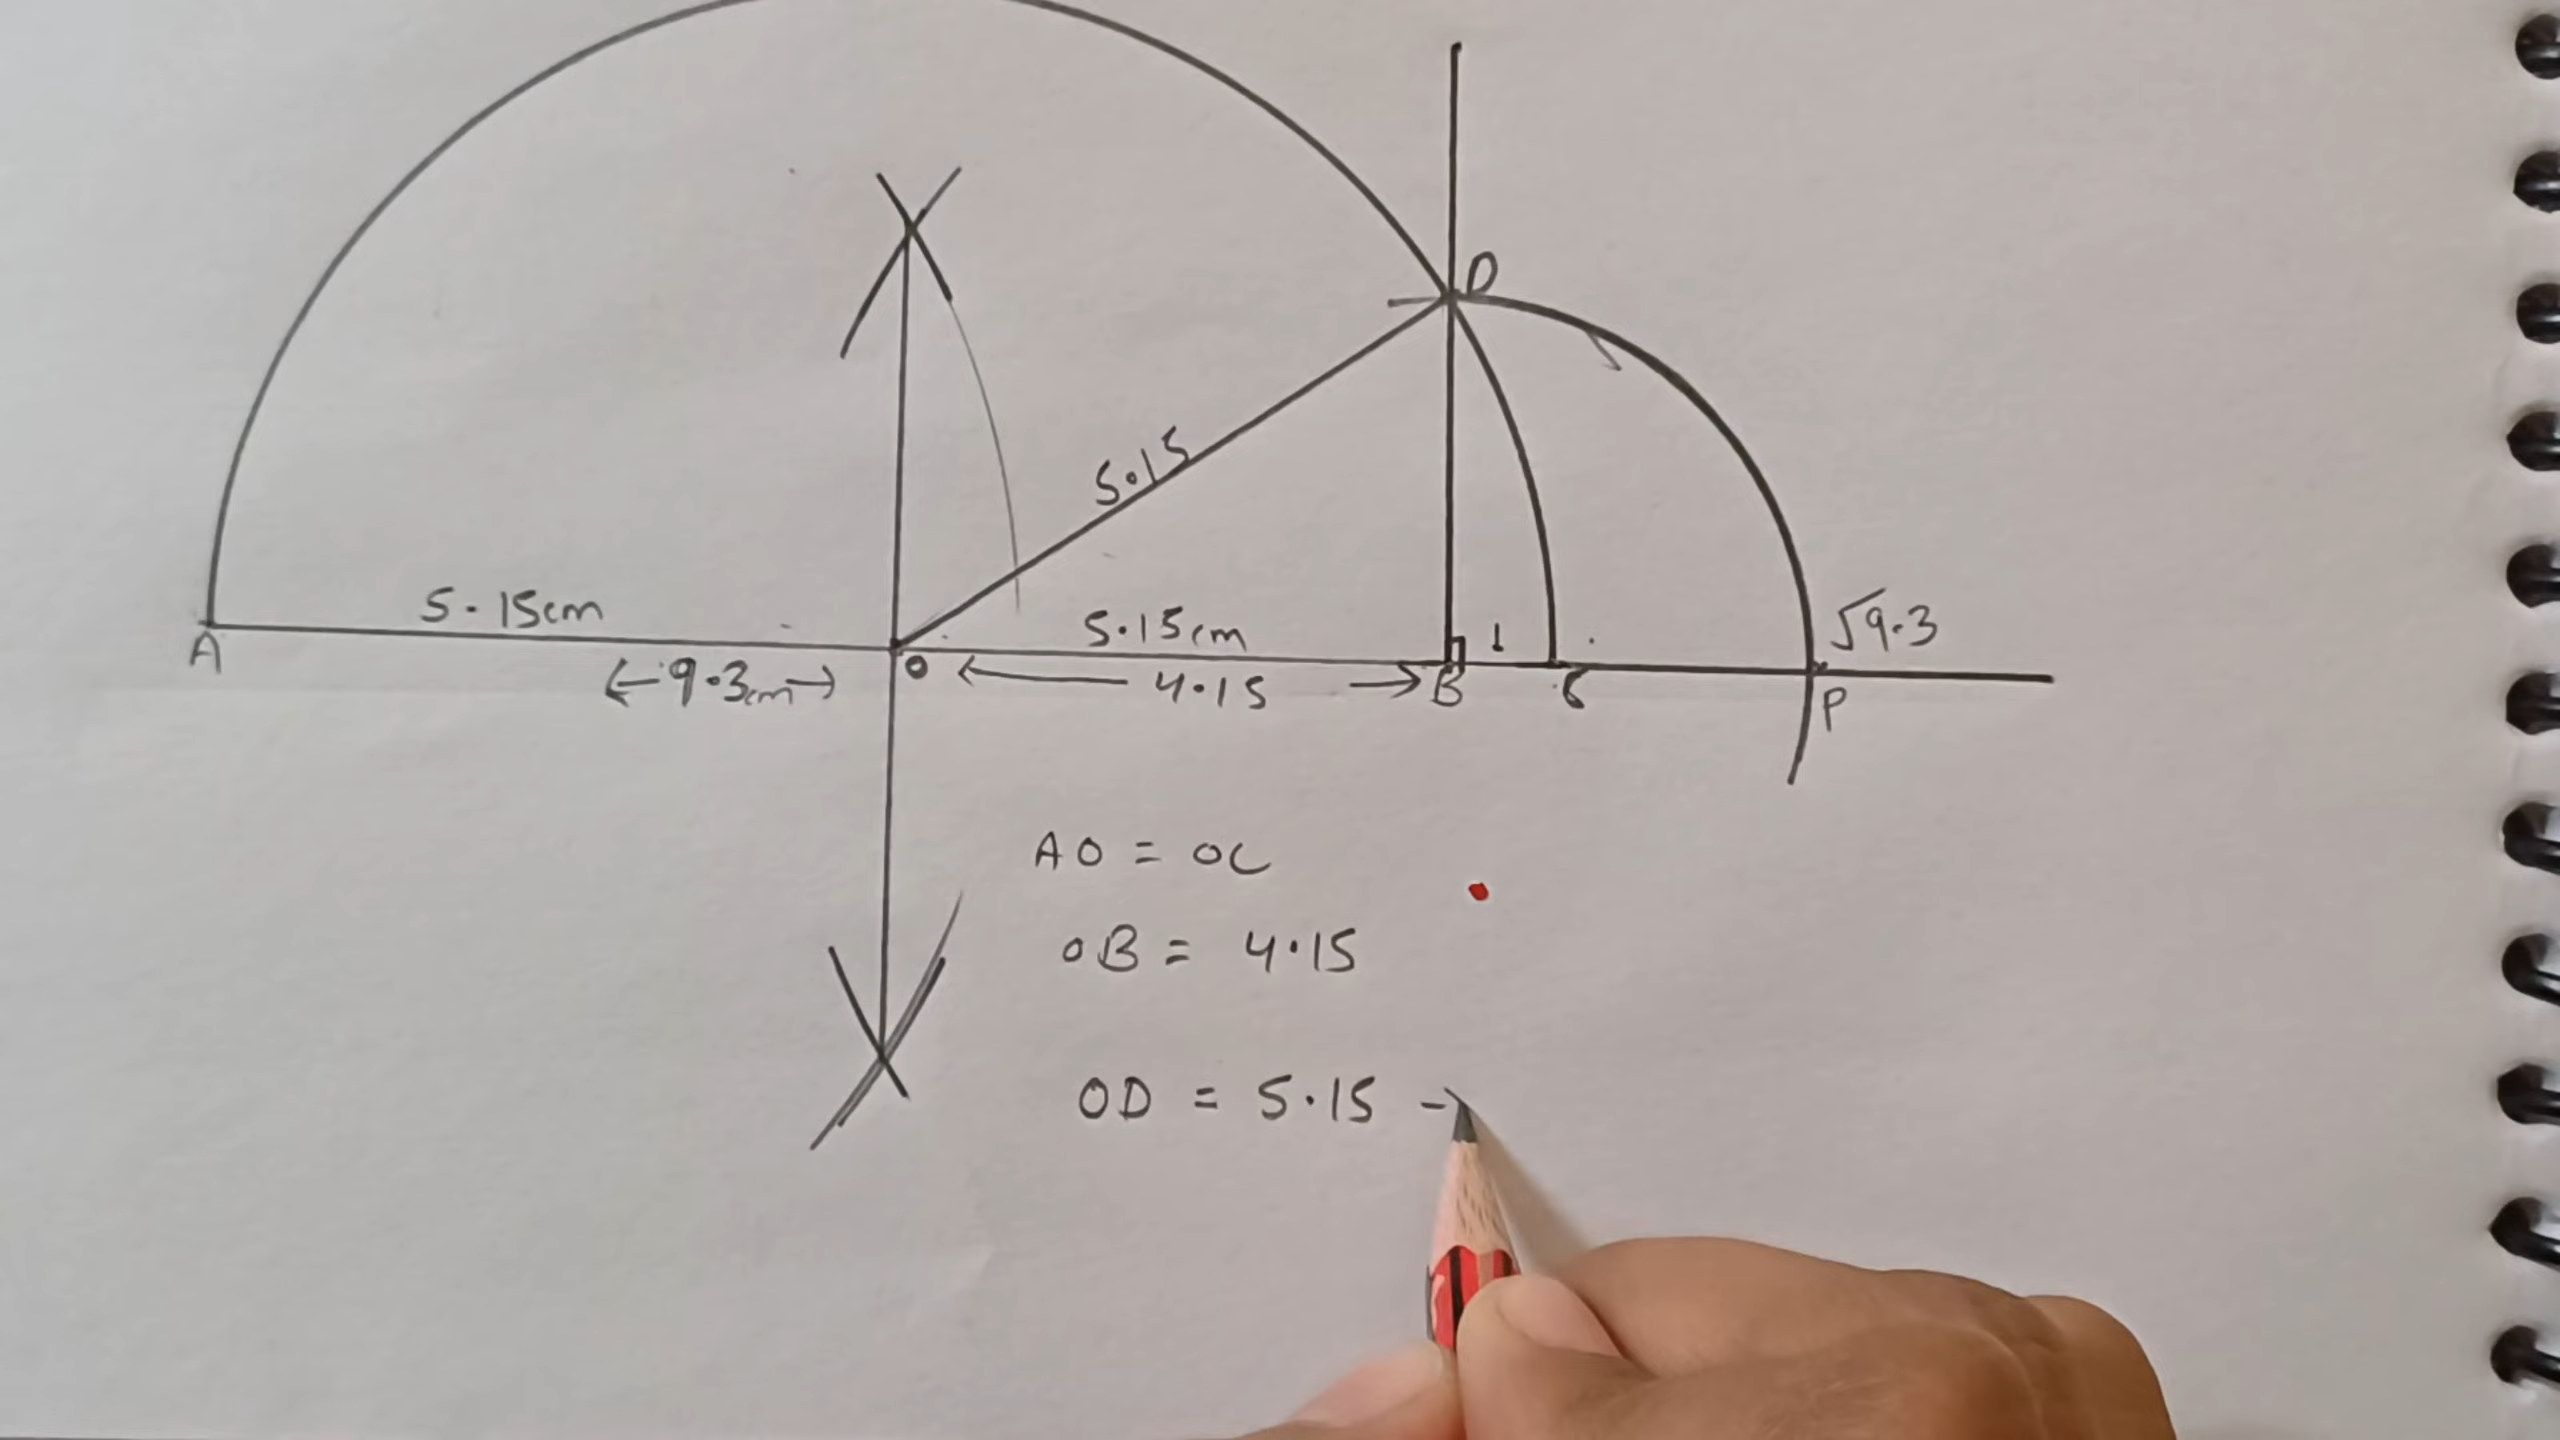 D
5.15
5.15cm
5.15cm
1
√9.3
A
←9.3cm→
O
← 4.15 →
B
C
P
AO = OC
OB = 4.15
OD = 5.15 →